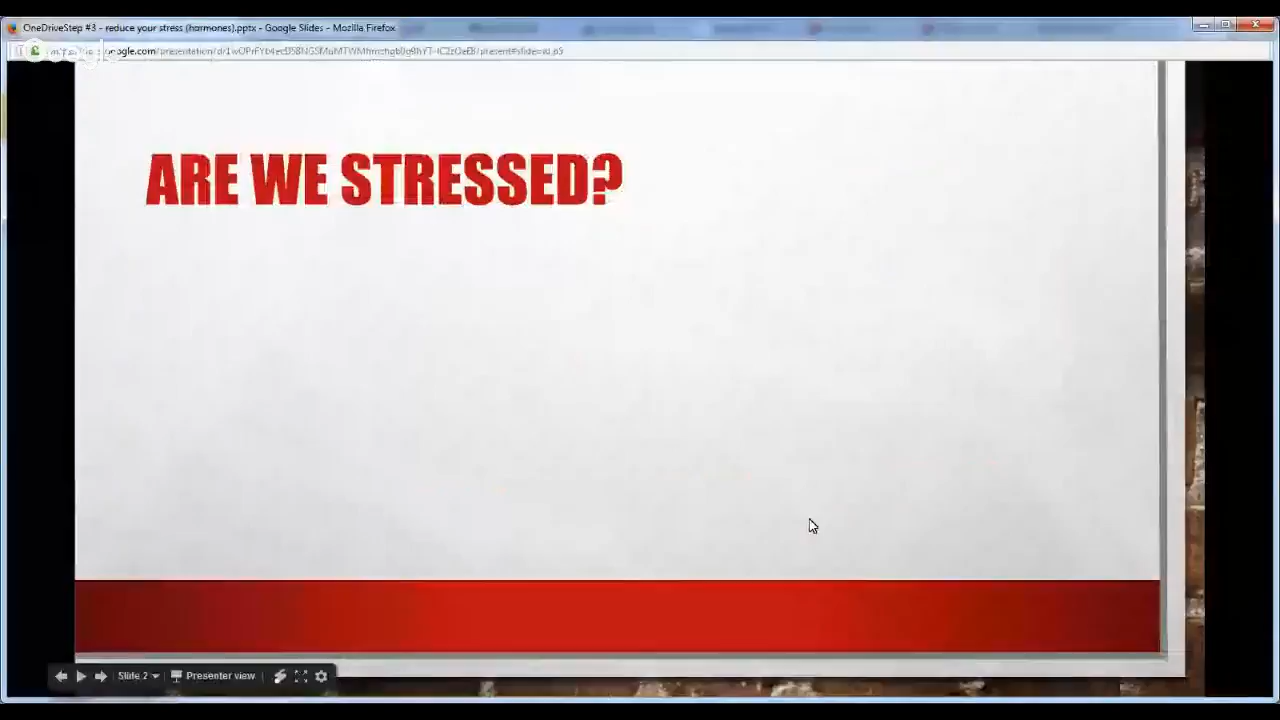 OneDriveStep #3 - reduce your stress (hormones).pptx - Google Slides - Mozilla Firefox
ARE WE STRESSED?
Slide 2
Presenter view